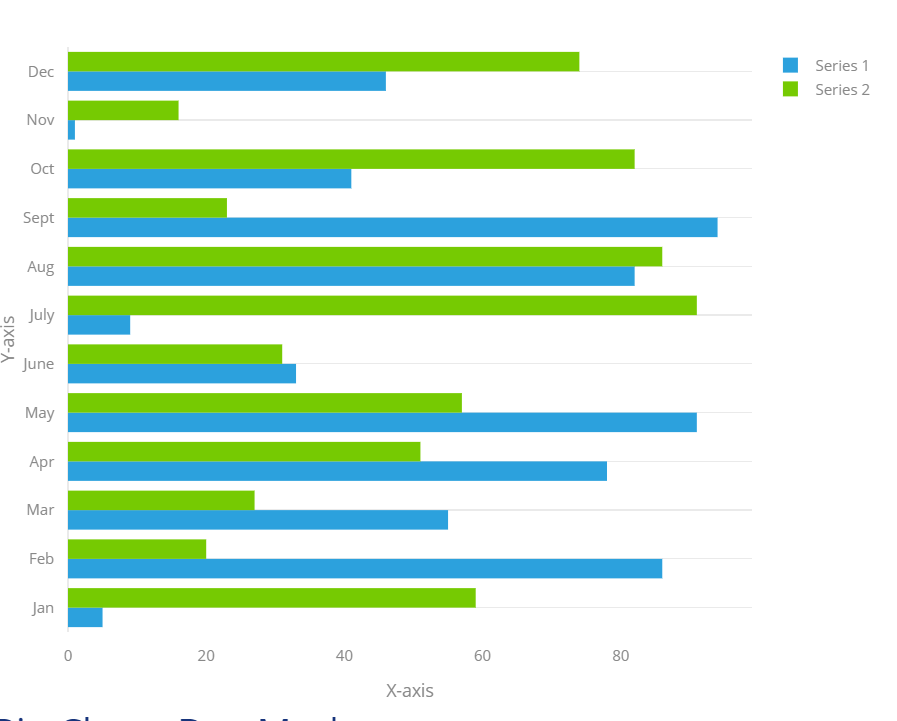 Dec
Nov
Oct
Sept
Aug
July
June
May
Apr
Mar
Feb
Jan
Y-axis
0 20 40 60 80
X-axis
Series 1
Series 2